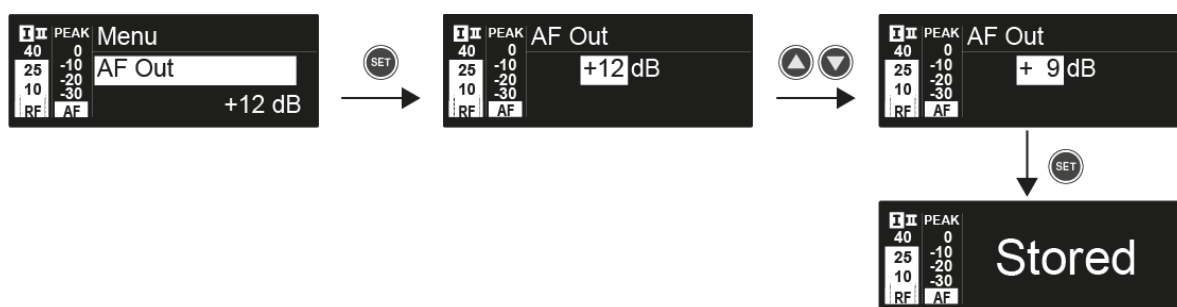 I II PEAK Menu
40 0
25 -10 AF Out
-20
10 -30
RF AF +12 dB
SET
I II PEAK AF Out
40 0
25 -10 +12 dB
-20
10 -30
RF AF
I II PEAK AF Out
40 0
25 -10 + 9 dB
-20
10 -30
RF AF
SET
I II PEAK
40 0
25 -10 Stored
-20
10 -30
RF AF